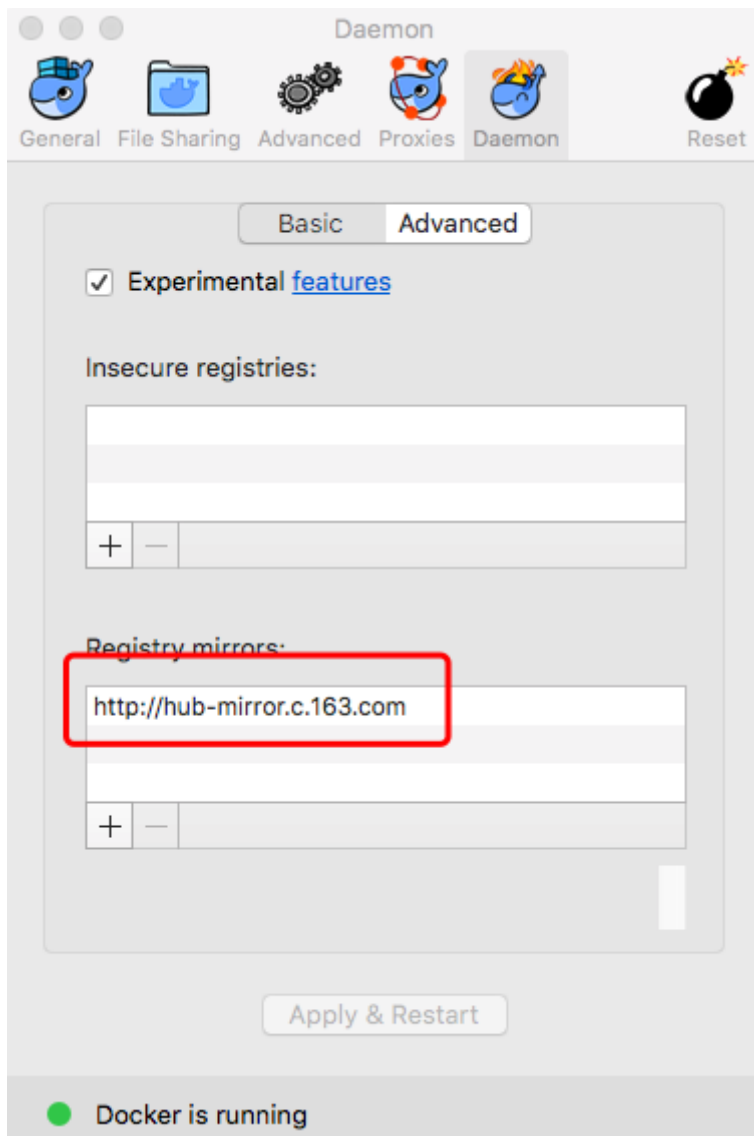 Daemon
General File Sharing Advanced Proxies Daemon Reset
Basic Advanced
Experimental features
Insecure registries:
+ −
Registry mirrors:
http://hub-mirror.c.163.com
+ −
Apply & Restart
Docker is running